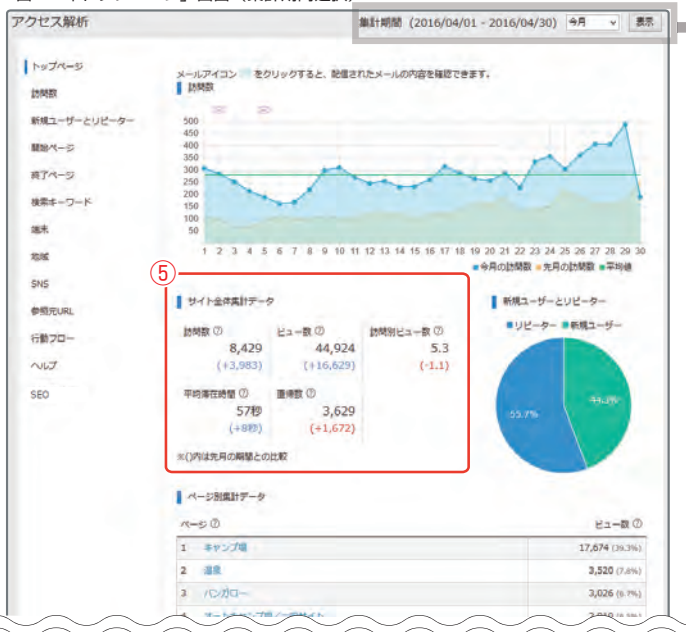 アクセス解析
集計期間 (2016/04/01 - 2016/04/30) 今月 表示
トップページ
訪問数
新規ユーザーとリピーター
開始ページ
終了ページ
検索キーワード
端末
地域
SNS
参照元URL
行動フロー
ヘルプ
SEO
メールアイコン をクリックすると、配信されたメールの内容を確認できます。
訪問数
500
450
400
350
300
250
200
150
100
50
1 2 3 4 5 6 7 8 9 10 11 12 13 14 15 16 17 18 19 20 21 22 23 24 25 26 27 28 29 30
今月の訪問数 先月の訪問数 平均値
⑤
サイト全体集計データ
訪問数 ? ビュー数 ? 訪問別ビュー数 ?
8,429 44,924 5.3
(+3,983) (+16,629) (-1.1)
平均滞在時間 ? 直帰数 ?
57秒 3,629
(+8秒) (+1,672)
※()内は先月の期間との比較
新規ユーザーとリピーター
リピーター 新規ユーザー
55.7% 44.3%
ページ別集計データ
ページ ? ビュー数 ?
1 キャンプ場 17,674 (39.3%)
2 温泉 3,520 (7.8%)
3 バンガロー 3,026 (6.7%)